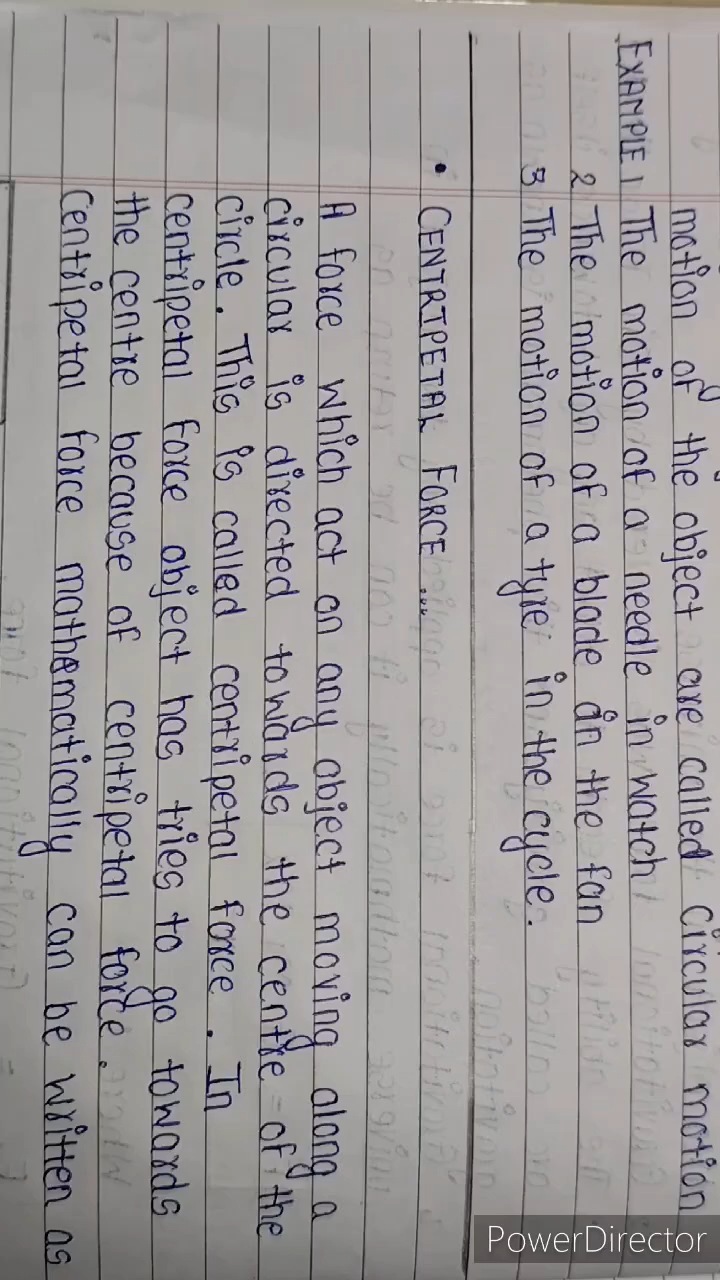 motion of the object are called circular motion
EXAMPLE 1 The motion of a needle in watch
2 The motion of a blade in the fan
3 The motion of a tyre in the cycle.
• CENTRIPETAL FORCE...
A force which act on any object moving along a
circular is directed towards the centre of the
circle. This is called centripetal force. In
centripetal force object has tries to go towards
the centre because of centripetal force.
Centripetal force mathematically can be written as
PowerDirector